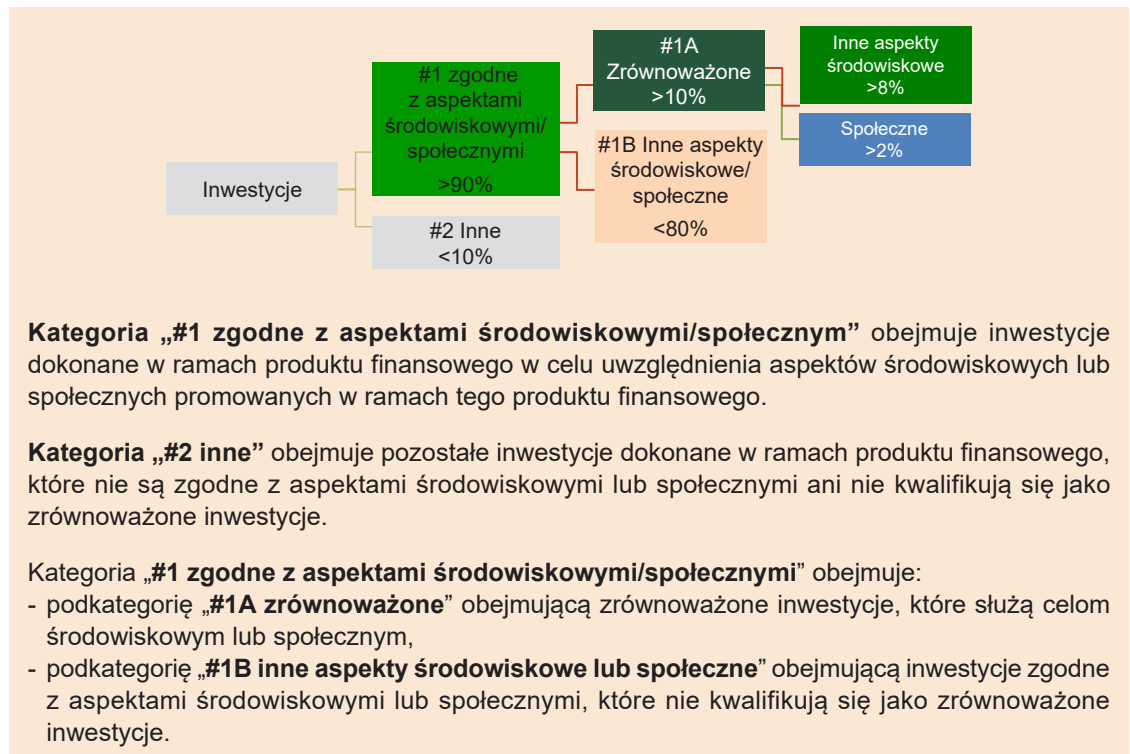 Inwestycje
#1 zgodne
z aspektami
środowiskowymi/
społecznymi
>90%
#2 Inne
<10%
#1A
Zrównoważone
>10%
#1B Inne aspekty
środowiskowe/
społeczne
<80%
Inne aspekty
środowiskowe
>8%
Społeczne
>2%
Kategoria „#1 zgodne z aspektami środowiskowymi/społecznym” obejmuje inwestycje
dokonane w ramach produktu finansowego w celu uwzględnienia aspektów środowiskowych lub
społecznych promowanych w ramach tego produktu finansowego.
Kategoria „#2 inne” obejmuje pozostałe inwestycje dokonane w ramach produktu finansowego,
które nie są zgodne z aspektami środowiskowymi lub społecznymi ani nie kwalifikują się jako
zrównoważone inwestycje.
Kategoria „#1 zgodne z aspektami środowiskowymi/społecznymi” obejmuje:
- podkategorię „#1A zrównoważone” obejmującą zrównoważone inwestycje, które służą celom
środowiskowym lub społecznym,
- podkategorię „#1B inne aspekty środowiskowe lub społeczne” obejmującą inwestycje zgodne
z aspektami środowiskowymi lub społecznymi, które nie kwalifikują się jako zrównoważone
inwestycje.